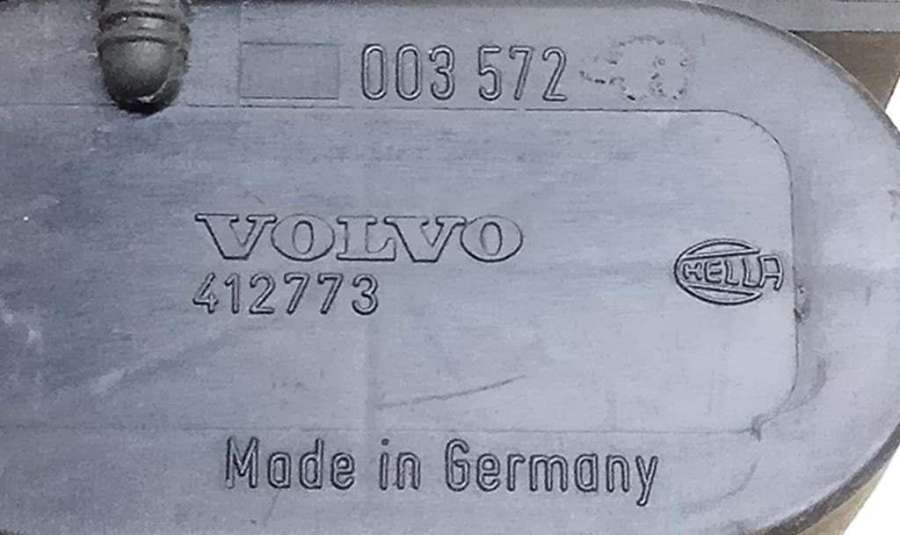 003 572
VOLVO
412773
HELLA
Made in Germany